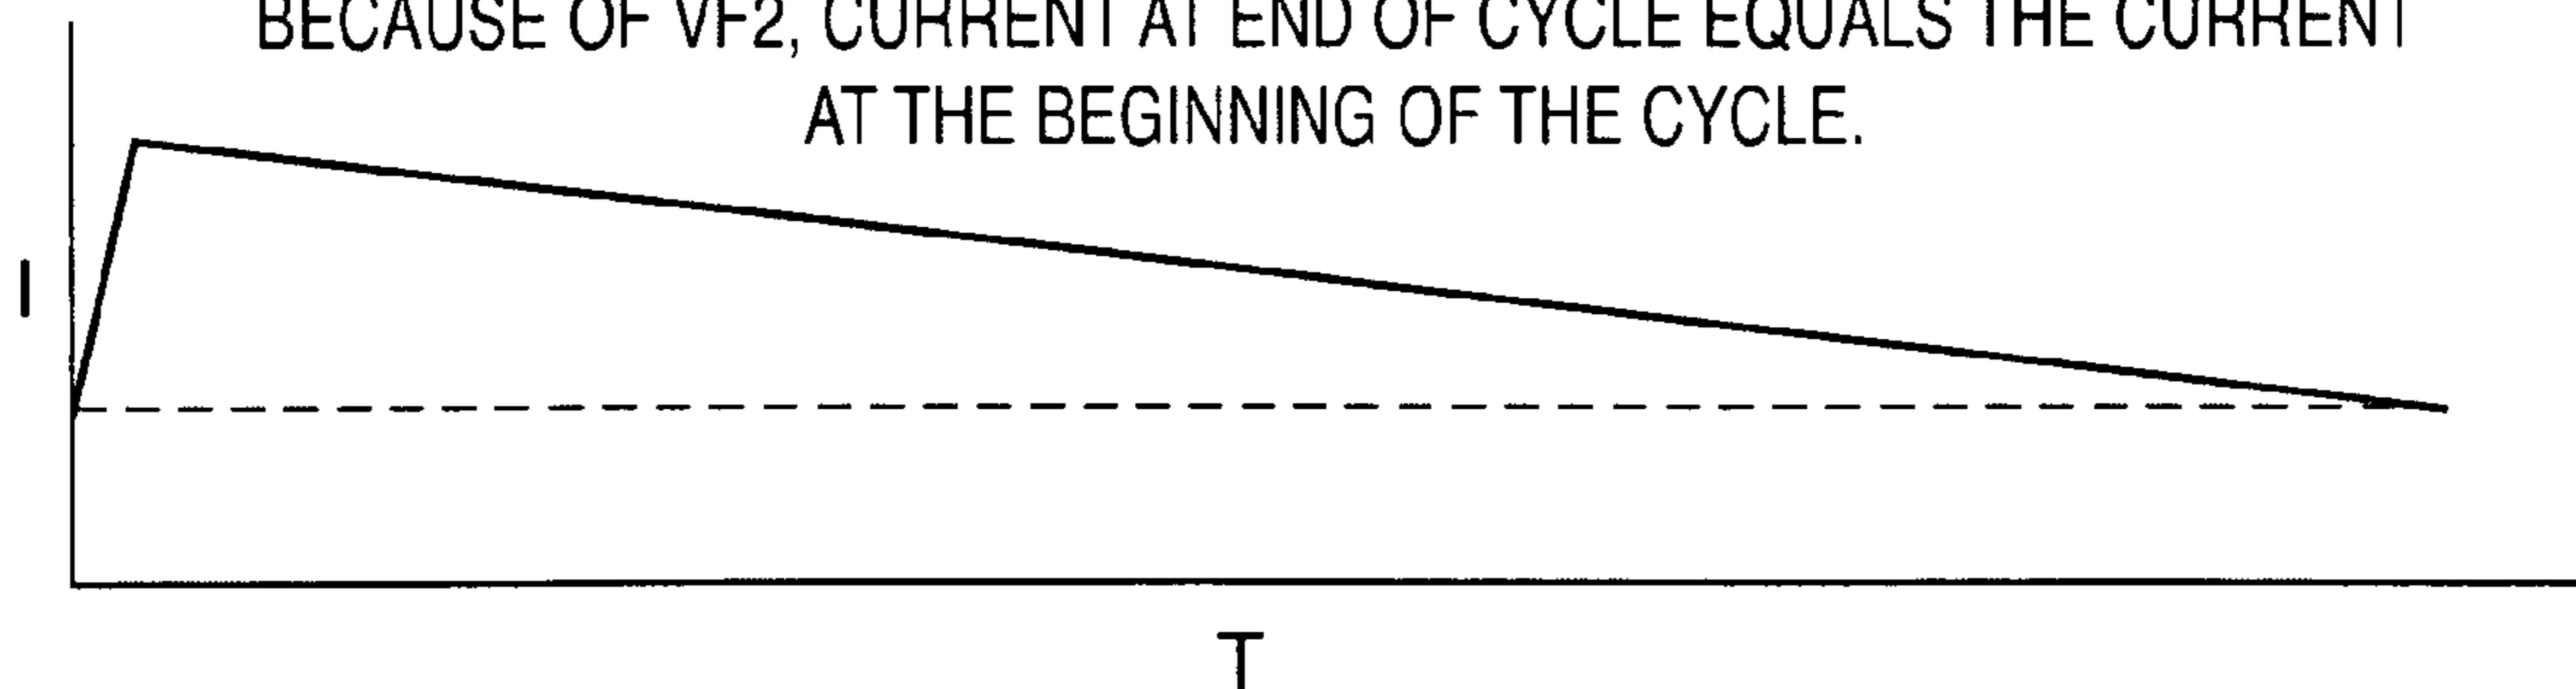 BECAUSE OF VF2, CURRENT AT END OF CYCLE EQUALS THE CURRENT
AT THE BEGINNING OF THE CYCLE.
I
T